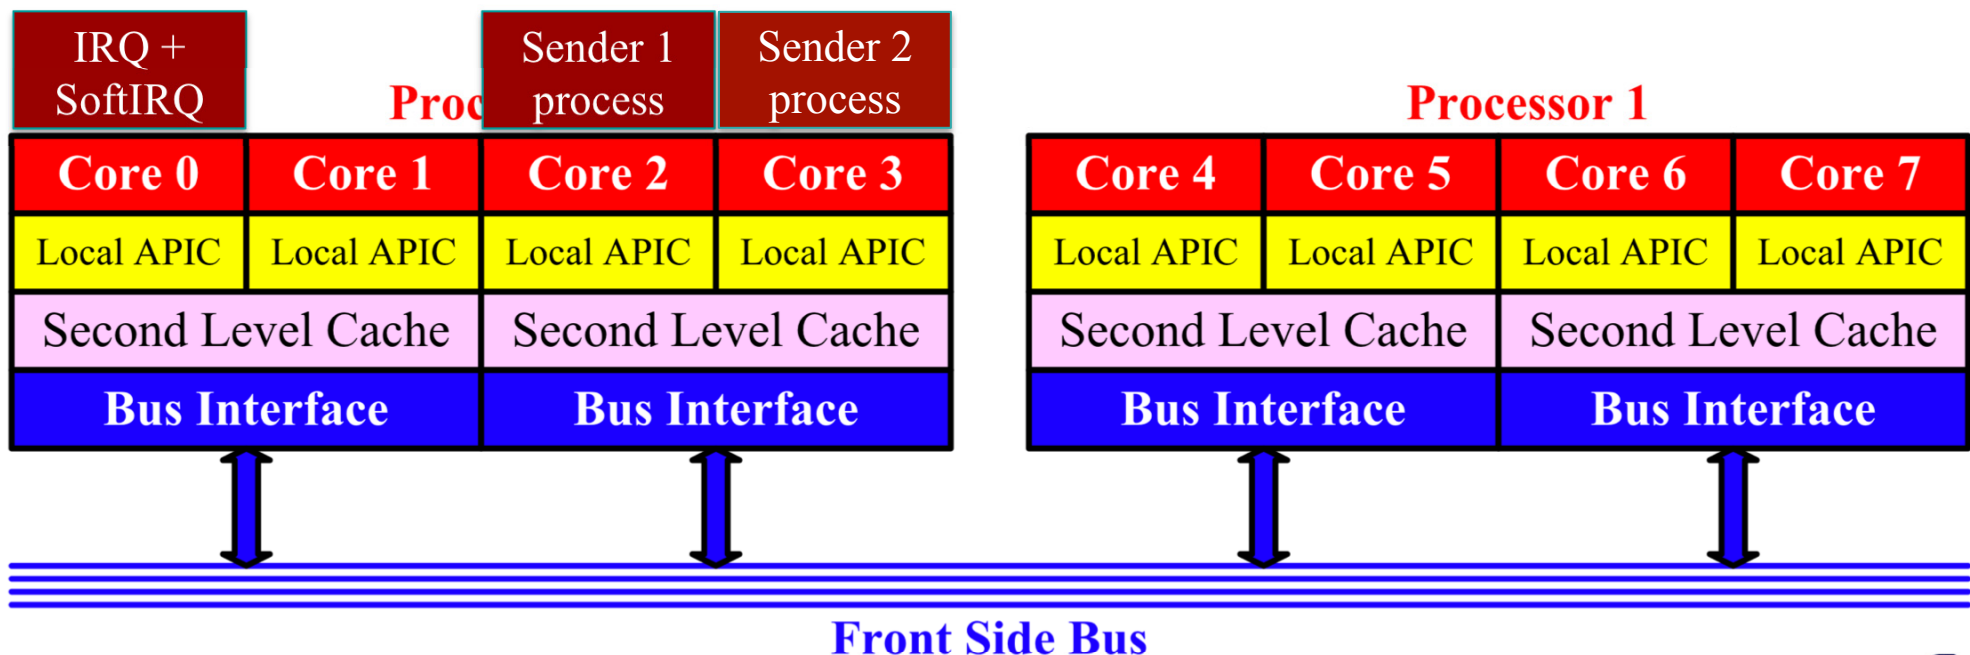 IRQ +
SoftIRQ
Sender 1
process
Sender 2
process
Proc
Processor 1
Core 0
Core 1
Core 2
Core 3
Core 4
Core 5
Core 6
Core 7
Local APIC
Local APIC
Local APIC
Local APIC
Local APIC
Local APIC
Local APIC
Local APIC
Second Level Cache
Second Level Cache
Second Level Cache
Second Level Cache
Bus Interface
Bus Interface
Bus Interface
Bus Interface
Front Side Bus